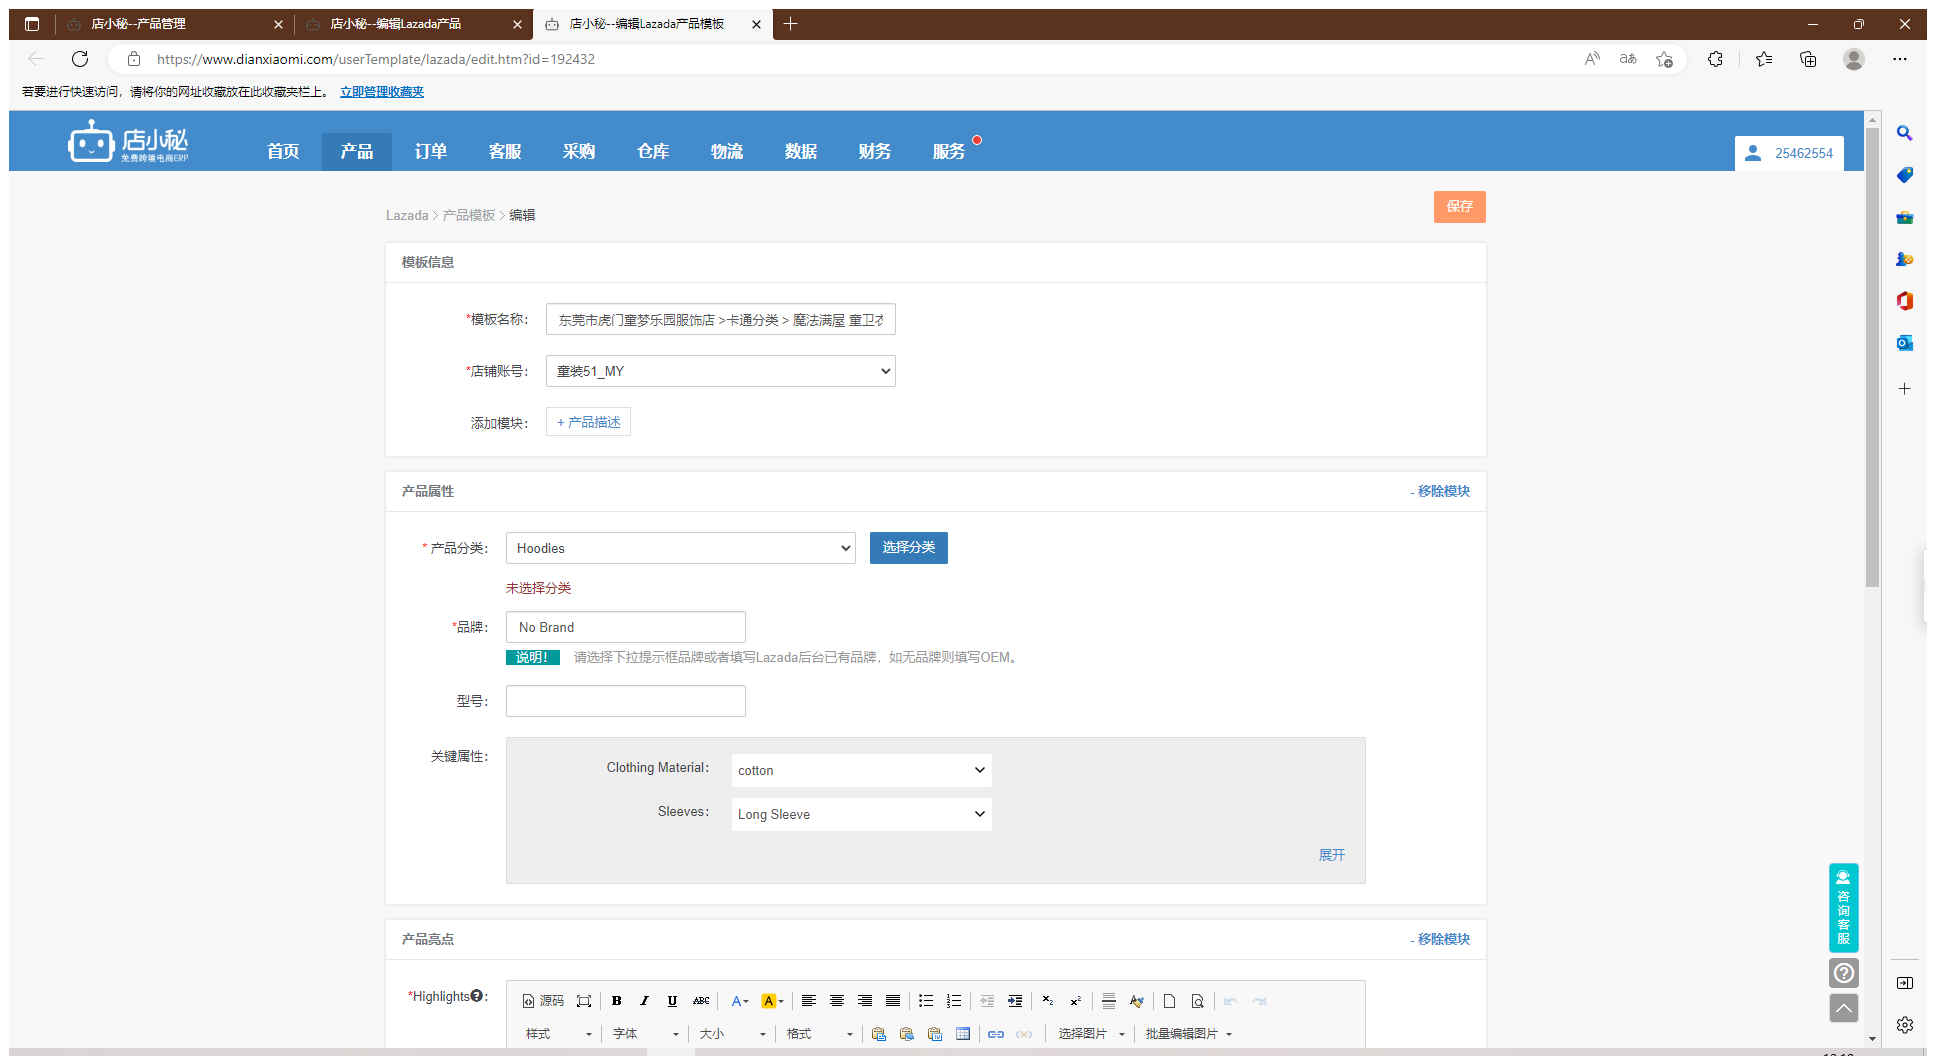 店小秘--产品管理
店小秘--编辑Lazada产品
店小秘--编辑Lazada产品模板
https://www.dianxiaomi.com/userTemplate/lazada/edit.htm?id=192432
若要进行快速访问，请将你的网址收藏放在此收藏夹栏上。 立即管理收藏夹
店小秘
免费跨境电商ERP
首页 产品 订单 客服 采购 仓库 物流 数据 财务 服务
25462554
Lazada > 产品模板 > 编辑
保存
模板信息
*模板名称： 东莞市虎门童梦乐园服饰店 >卡通分类 > 魔法满屋 童卫衣
*店铺账号： 童装51_MY
添加模块： + 产品描述
产品属性 - 移除模块
* 产品分类： Hoodies 选择分类
未选择分类
*品牌： No Brand
说明！ 请选择下拉提示框品牌或者填写Lazada后台已有品牌，如无品牌则填写OEM。
型号：
关键属性： Clothing Material： cotton
Sleeves： Long Sleeve
展开
咨询客服
产品亮点 - 移除模块
*Highlights：
源码 B I U ABC A A
样式 字体 大小 格式 选择图片 批量编辑图片